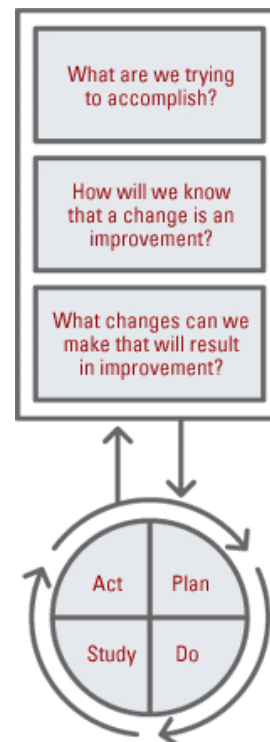 What are we trying
to accomplish?
How will we know
that a change is an
improvement?
What changes can we
make that will result
in improvement?
Act
Plan
Study
Do